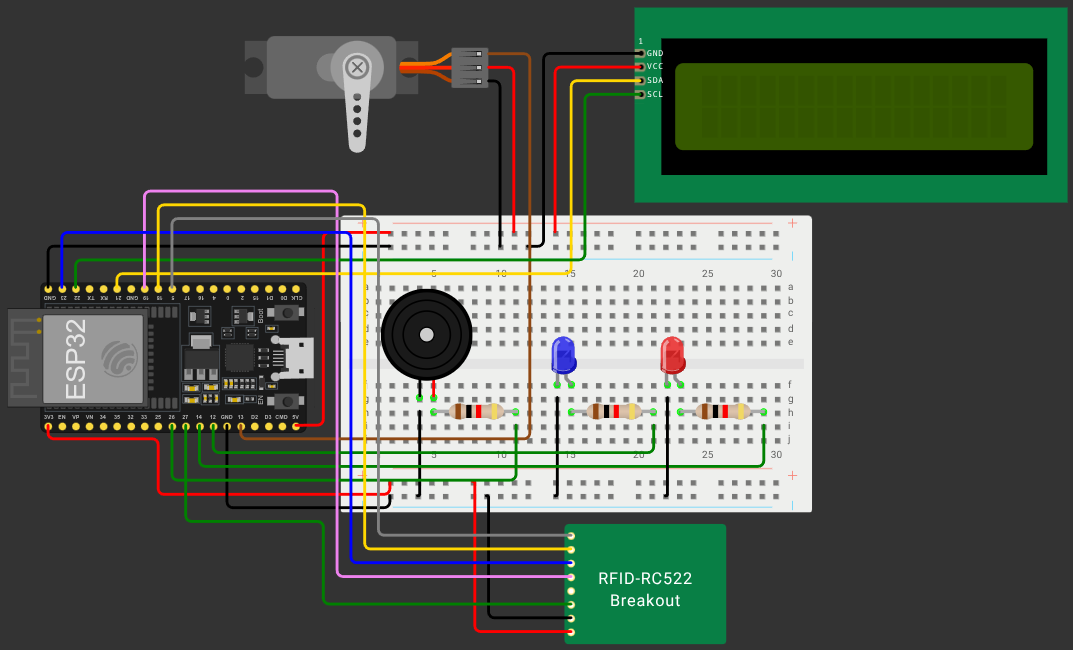 1
GND
VCC
SDA
SCL
5 10 15 20 25 30
a a
b b
c c
d d
e e
GND 23 22 TX RX 21 GND 19 18 5 17 16 4 0 2 15 D1 D0 CLK
ESP32
Boot
EN
3V3 EN VP VN 34 35 32 33 25 26 27 14 12 GND 13 D2 D3 CMD 5V
f f
g g
h h
i i
j j
5 10 15 20 25 30
RFID-RC522
Breakout